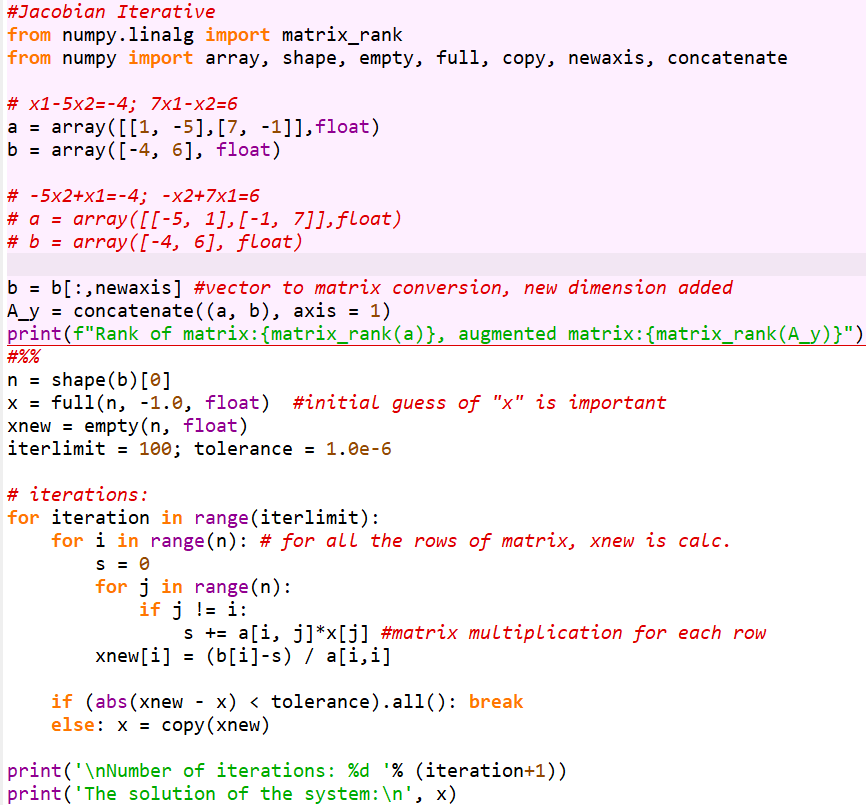 #Jacobian Iterative
from numpy.linalg import matrix_rank
from numpy import array, shape, empty, full, copy, newaxis, concatenate

# x1-5x2=-4; 7x1-x2=6
a = array([[1, -5],[7, -1]],float)
b = array([-4, 6], float)

# -5x2+x1=-4; -x2+7x1=6
# a = array([[-5, 1],[-1, 7]],float)
# b = array([-4, 6], float)

b = b[:,newaxis] #vector to matrix conversion, new dimension added
A_y = concatenate((a, b), axis = 1)
print(f"Rank of matrix:{matrix_rank(a)}, augmented matrix:{matrix_rank(A_y)}")
#%%
n = shape(b)[0]
x = full(n, -1.0, float)  #initial guess of "x" is important
xnew = empty(n, float)
iterlimit = 100; tolerance = 1.0e-6

# iterations:
for iteration in range(iterlimit):
    for i in range(n): # for all the rows of matrix, xnew is calc.
        s = 0
        for j in range(n):
            if j != i:
                s += a[i, j]*x[j] #matrix multiplication for each row
        xnew[i] = (b[i]-s) / a[i,i]

    if (abs(xnew - x) < tolerance).all(): break
    else: x = copy(xnew)

print('\nNumber of iterations: %d '% (iteration+1))
print('The solution of the system:\n', x)